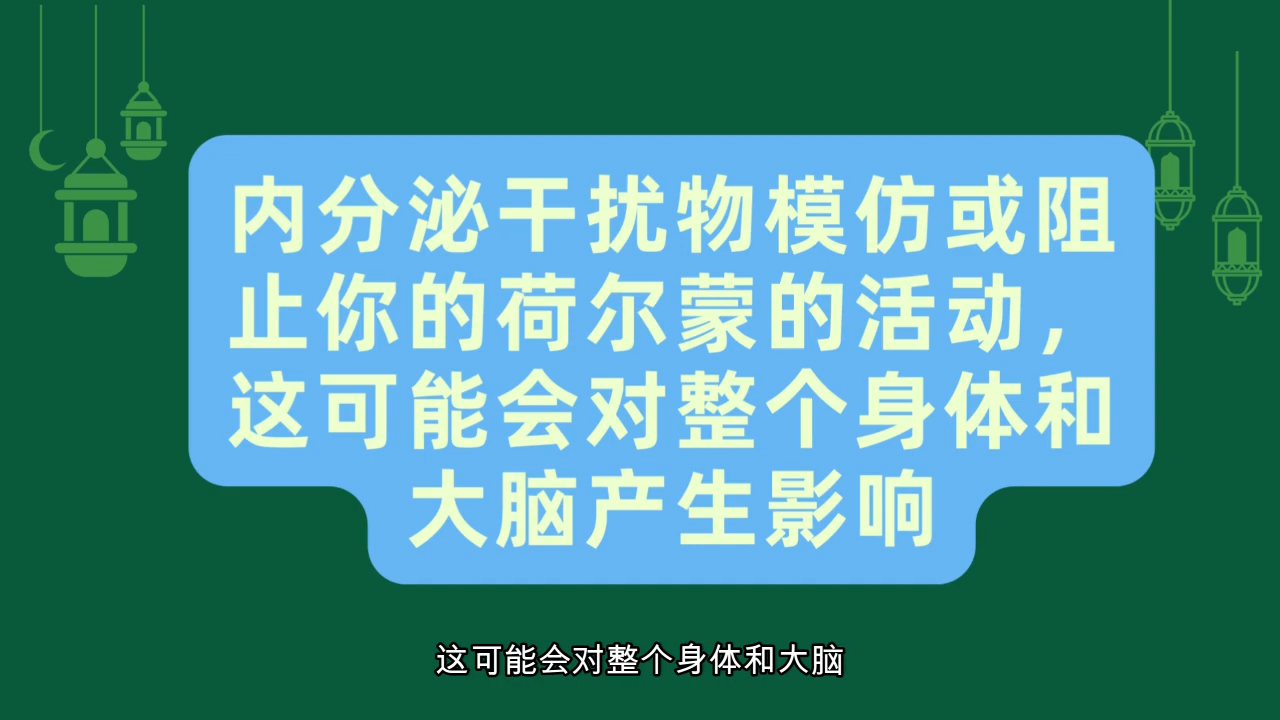 内分泌干扰物模仿或阻
止你的荷尔蒙的活动，
这可能会对整个身体和
大脑产生影响
这可能会对整个身体和大脑